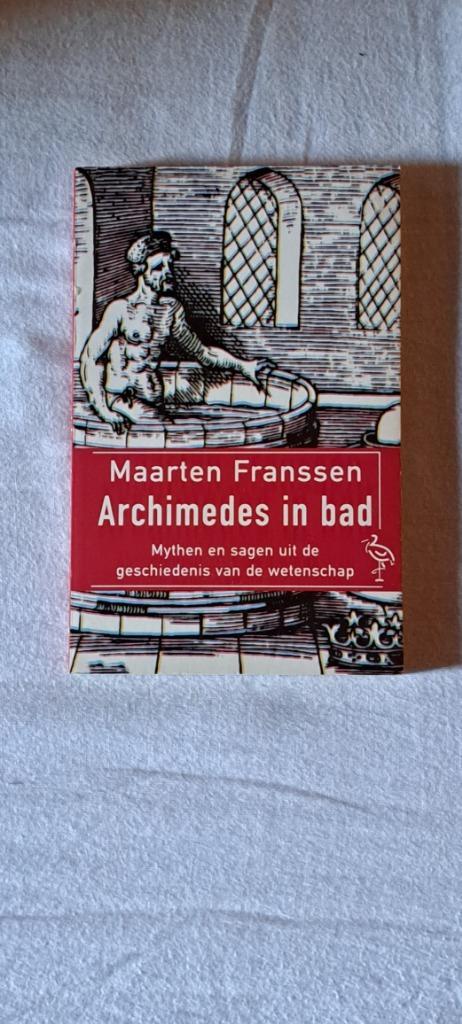 Maarten Franssen
Archimedes in bad
Mythen en sagen uit de
geschiedenis van de wetenschap